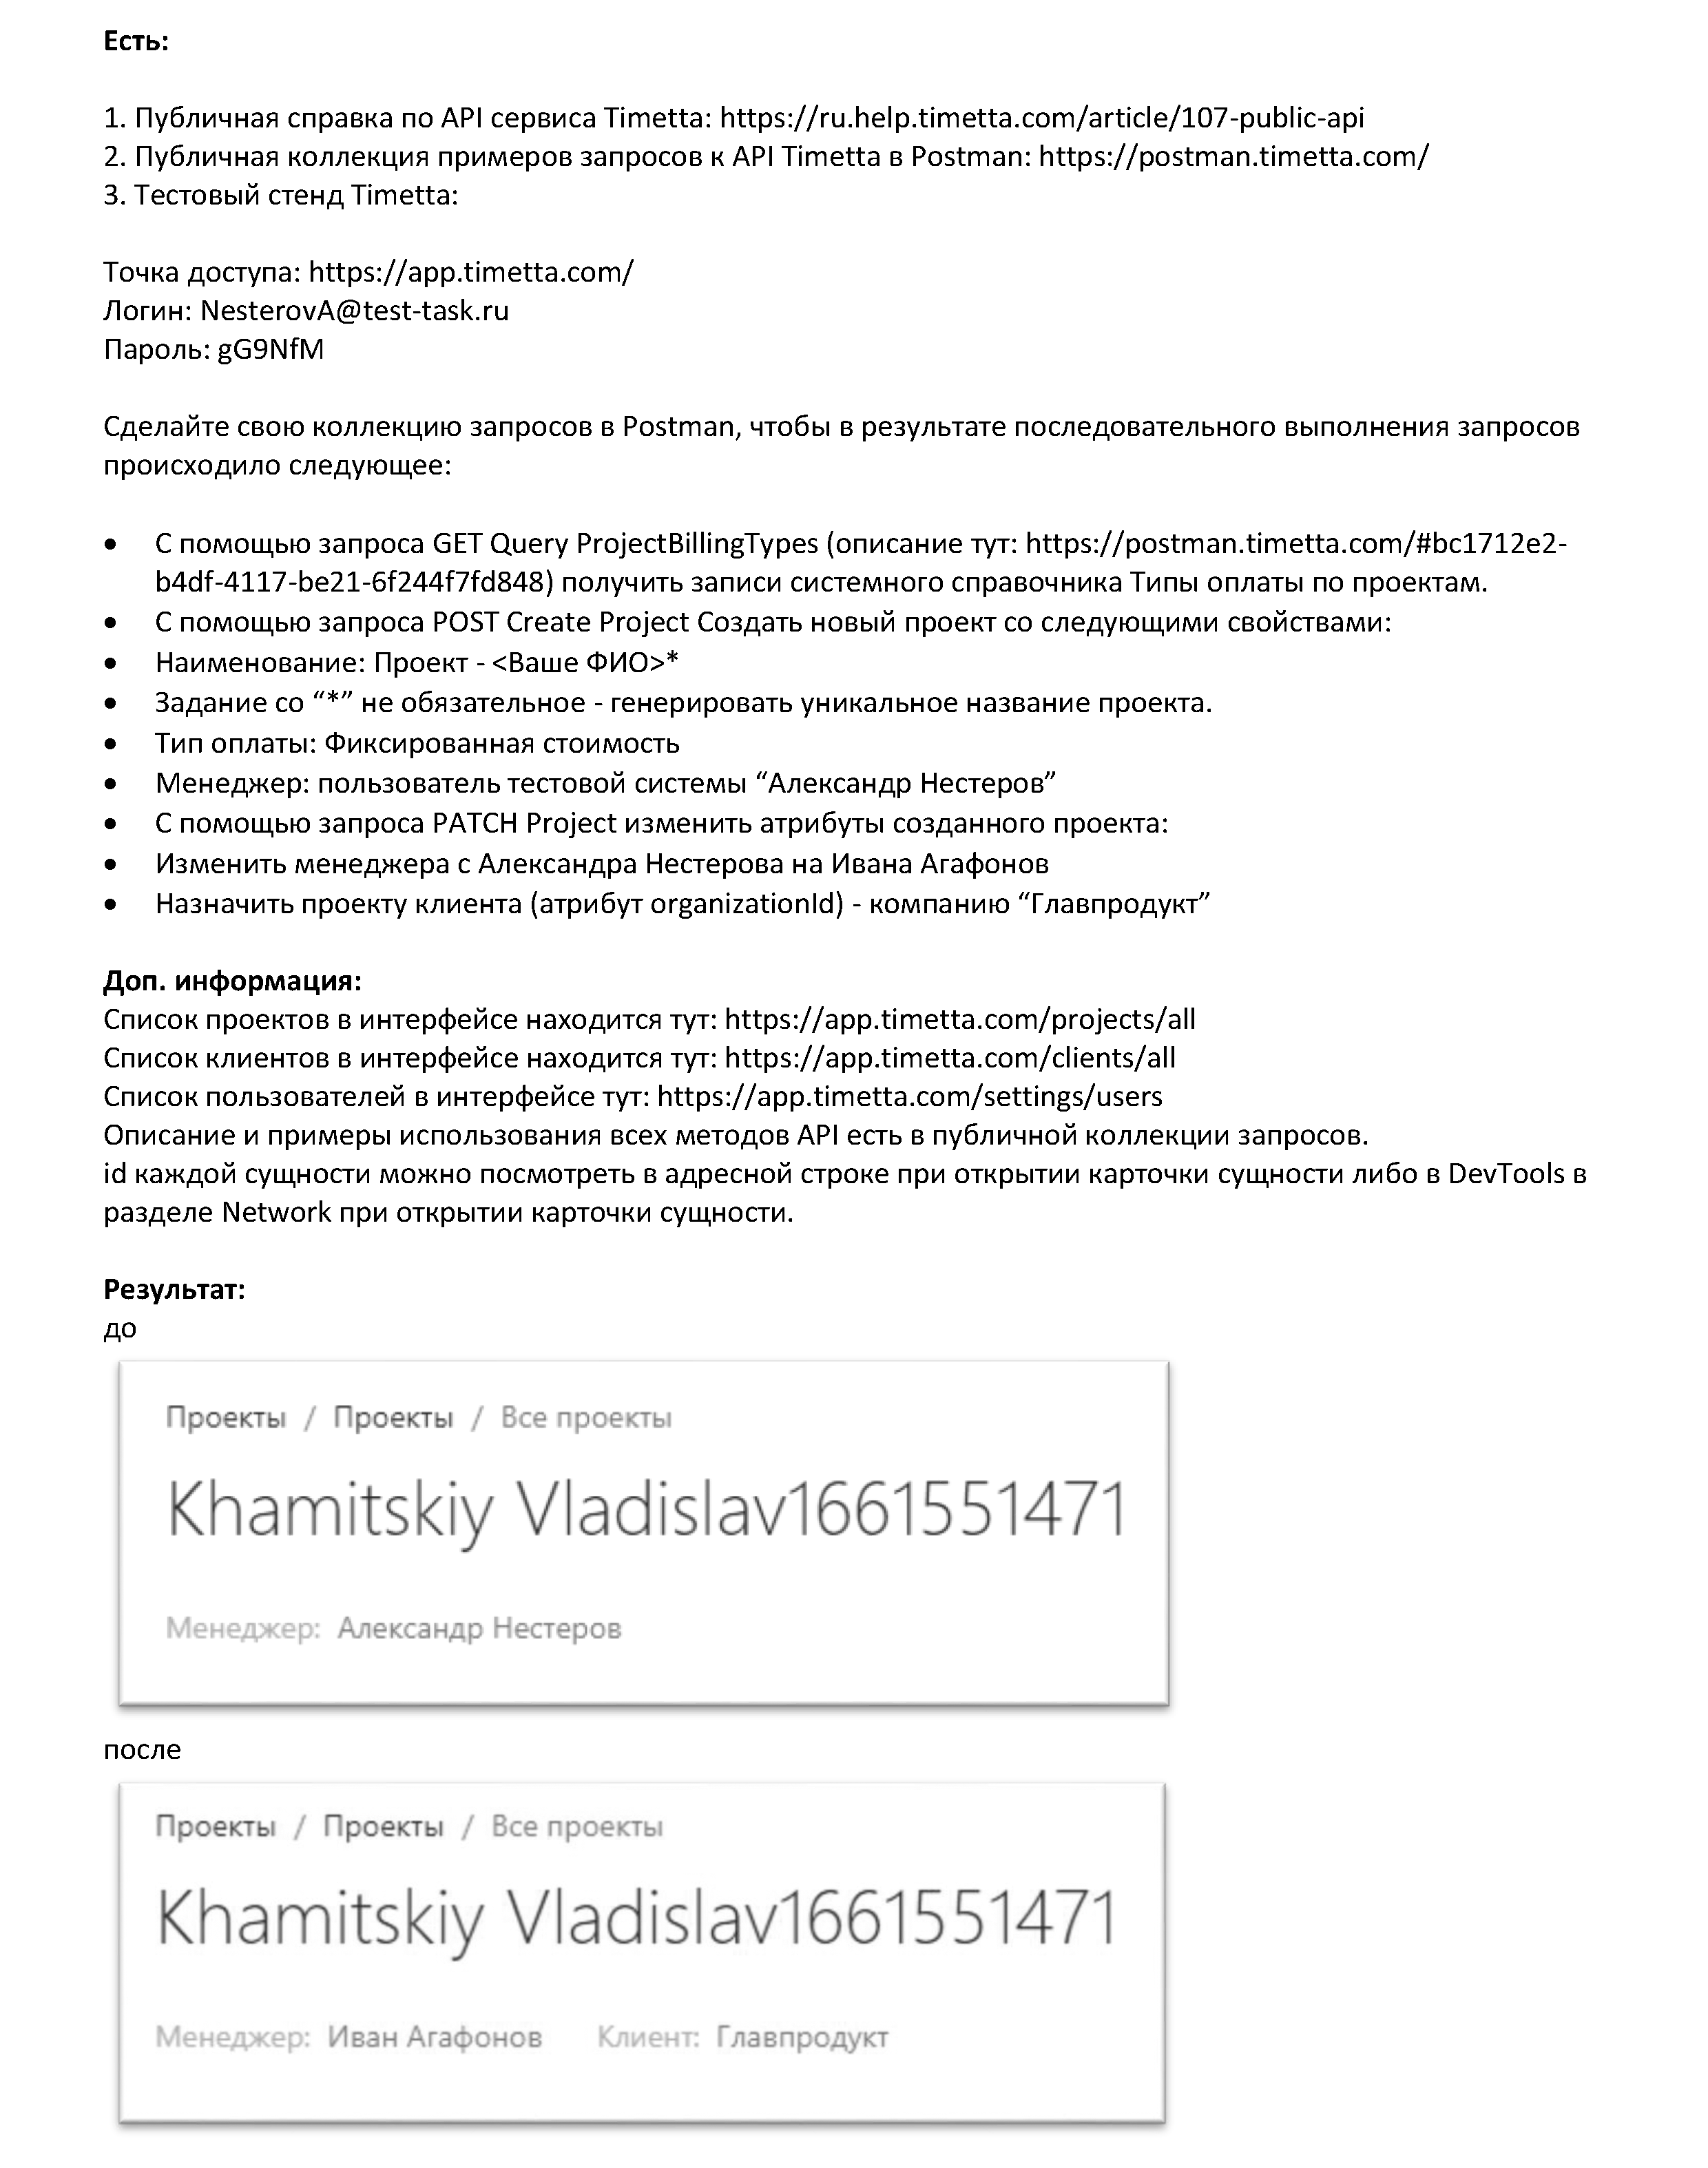 Есть:
1. Публичная справка по API сервиса Timetta: https://ru.help.timetta.com/article/107-public-api
2. Публичная коллекция примеров запросов к API Timetta в Postman: https://postman.timetta.com/
3. Тестовый стенд Timetta:
Точка доступа: https://app.timetta.com/
Логин: NesterovA@test-task.ru
Пароль: gG9NfM
Сделайте свою коллекцию запросов в Postman, чтобы в результате последовательного выполнения запросов
происходило следующее:
• С помощью запроса GET Query ProjectBillingTypes (описание тут: https://postman.timetta.com/#bc1712e2-
b4df-4117-be21-6f244f7fd848) получить записи системного справочника Типы оплаты по проектам.
• С помощью запроса POST Create Project Создать новый проект со следующими свойствами:
• Наименование: Проект - <Ваше ФИО>*
• Задание со “*” не обязательное - генерировать уникальное название проекта.
• Тип оплаты: Фиксированная стоимость
• Менеджер: пользователь тестовой системы “Александр Нестеров”
• С помощью запроса PATCH Project изменить атрибуты созданного проекта:
• Изменить менеджера с Александра Нестерова на Ивана Агафонов
• Назначить проекту клиента (атрибут organizationId) - компанию “Главпродукт”
Доп. информация:
Список проектов в интерфейсе находится тут: https://app.timetta.com/projects/all
Список клиентов в интерфейсе находится тут: https://app.timetta.com/clients/all
Список пользователей в интерфейсе тут: https://app.timetta.com/settings/users
Описание и примеры использования всех методов API есть в публичной коллекции запросов.
id каждой сущности можно посмотреть в адресной строке при открытии карточки сущности либо в DevTools в
разделе Network при открытии карточки сущности.
Результат:
до
Проекты / Проекты / Все проекты
Khamitskiy Vladislav1661551471
Менеджер: Александр Нестеров
после
Проекты / Проекты / Все проекты
Khamitskiy Vladislav1661551471
Менеджер: Иван Агафонов Клиент: Главпродукт